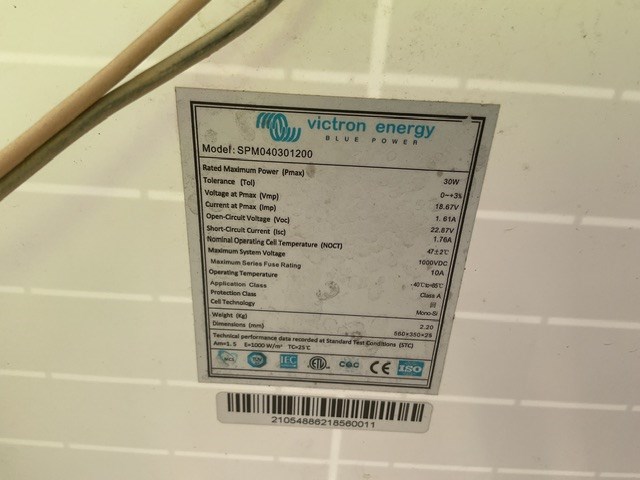 victron energy
BLUE POWER
Model: SPM040301200
Rated Maximum Power (Pmax) 30W
Tolerance (Tol) 0~+3%
Voltage at Pmax (Vmp) 18.67V
Current at Pmax (Imp) 1.61A
Open-Circuit Voltage (Voc) 22.87V
Short-Circuit Current (Isc) 1.76A
Nominal Operating Cell Temperature (NOCT) 47±2℃
Maximum System Voltage 1000VDC
Maximum Series Fuse Rating 10A
Operating Temperature -40℃to+85℃
Application Class Class A
Protection Class III
Cell Technology Mono-Si
Weight (Kg) 2.20
Dimensions (mm) 560×350×25
Technical performance data recorded at Standard Test Conditions (STC)
Am=1.5 E=1000 W/m² TC=25℃
IEC CQC CE ISO
21054886218560011